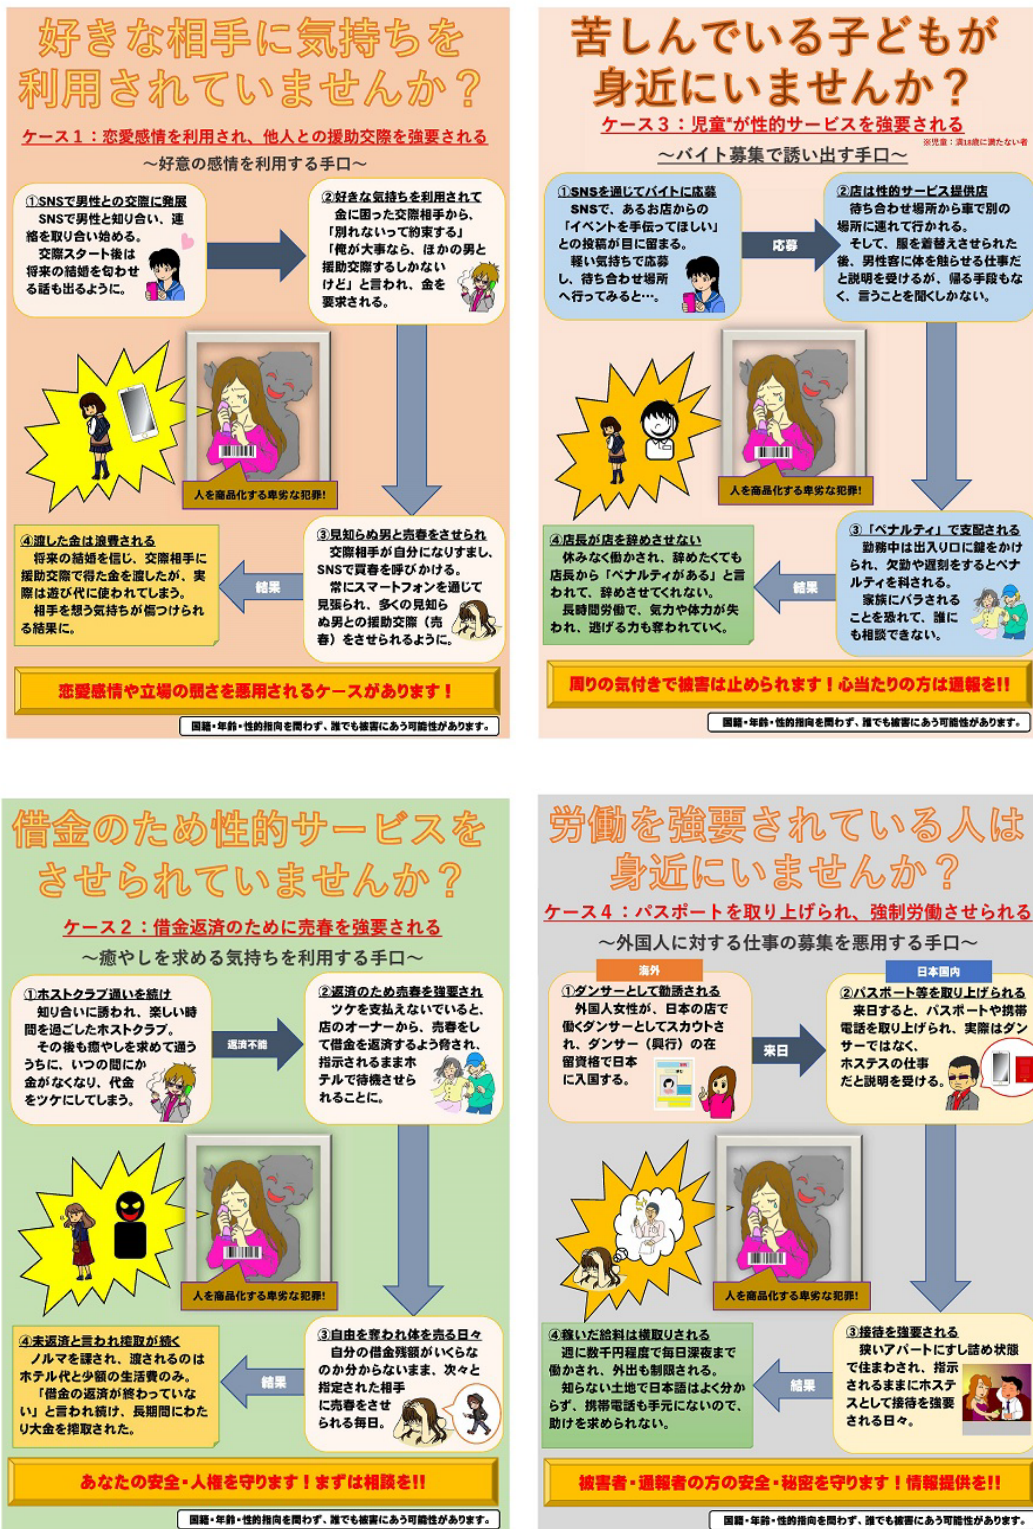 好きな相手に気持ちを
利用されていませんか？
ケース１：恋愛感情を利用され、他人との援助交際を強要される
～好意の感情を利用する手口～
①SNSで男性との交際に発展
SNSで男性と知り合い、連
絡を取り合い始める。
交際スタート後は
将来の結婚を匂わせ
る話も出るように。
②好きな気持ちを利用されて
金に困った交際相手から、
「別れないって約束する」
「俺が大事なら、ほかの男と
援助交際するしかない
けど」と言われ、金を
要求される。
人を商品化する卑劣な犯罪!
③見知らぬ男と売春をさせられ
交際相手が自分になりすまし、
SNSで買春を呼びかける。
常にスマートフォンを通じて
見張られ、多くの見知ら
ぬ男との援助交際（売
春）をさせられるように。
結果
④渡した金は浪費される
将来の結婚を信じ、交際相手に
援助交際で得た金を渡したが、実
際は遊び代に使われてしまう。
相手を想う気持ちが傷つけられ
る結果に。
恋愛感情や立場の弱さを悪用されるケースがあります！
国籍・年齢・性的指向を問わず、誰でも被害にあう可能性があります。
苦しんでいる子どもが
身近にいませんか？
ケース３：児童※が性的サービスを強要される
※児童：満18歳に満たない者
～バイト募集で誘い出す手口～
①SNSを通じてバイトに応募
SNSで、あるお店からの
「イベントを手伝ってほしい」
との投稿が目に留まる。
軽い気持ちで応募
し、待ち合わせ場所
へ行ってみると…。
応募
②店は性的サービス提供店
待ち合わせ場所から車で別の
場所に連れて行かれる。
そして、服を着替えさせられた
後、男性客に体を触らせる仕事だ
と説明を受けるが、帰る手段もな
く、言うことを聞くしかない。
人を商品化する卑劣な犯罪!
③「ペナルティ」で支配される
勤務中は出入り口に鍵をかけ
られ、欠勤や遅刻をするとペナ
ルティを科される。
家族にバラされる
ことを恐れて、誰に
も相談できない。
結果
④店長が店を辞めさせない
休みなく働かされ、辞めたくても
店長から「ペナルティがある」と言
われて、辞めさせてくれない。
長時間労働で、気力や体力が失
われ、逃げる力も奪われていく。
周りの気付きで被害は止められます！心当たりの方は通報を!!
国籍・年齢・性的指向を問わず、誰でも被害にあう可能性があります。
借金のため性的サービスを
させられていませんか？
ケース２：借金返済のために売春を強要される
～癒やしを求める気持ちを利用する手口～
①ホストクラブ通いを続け
知り合いに誘われ、楽しい時
間を過ごしたホストクラブ。
その後も癒やしを求めて通
ううちに、いつの間にか
金がなくなり、代金
をツケにしてしまう。
返済不能
②返済のため売春を強要され
ツケを支払えないでいると、
店のオーナーから、売春をし
て借金を返済するよう脅され、
指示されるままホ
テルで待機させら
れることに。
人を商品化する卑劣な犯罪!
③自由を奪われ体を売る日々
自分の借金残額がいくらな
のか分からないまま、次々と
指定された相手
に売春をさせ
られる毎日。
結果
④未返済と言われ搾取が続く
ノルマを課され、渡されるのは
ホテル代と少額の生活費のみ。
「借金の返済が終わっていな
い」と言われ続け、長期間にわた
り大金を搾取された。
あなたの安全・人権を守ります！まずは相談を!!
国籍・年齢・性的指向を問わず、誰でも被害にあう可能性があります。
労働を強要されている人は
身近にいませんか？
ケース４：パスポートを取り上げられ、強制労働させられる
～外国人に対する仕事の募集を悪用する手口～
海外
①ダンサーとして勧誘される
外国人女性が、日本の店で
働くダンサーとしてスカウトさ
れ、ダンサー（興行）の在
留資格で日本
に入国する。
来日
日本国内
②パスポート等を取り上げられる
来日すると、パスポートや携帯
電話を取り上げられ、実際はダン
サーではなく、
ホステスの仕事
だと説明を受ける。
人を商品化する卑劣な犯罪!
③接待を強要される
狭いアパートにすし詰め状態
で住まわされ、指示
されるままにホステ
スとして接待を強要
される日々。
結果
④稼いだ給料は横取りされる
週に数千円程度で毎日深夜まで
働かされ、外出も制限される。
知らない土地で日本語はよく分か
らず、携帯電話も手元にないので、
助けを求められない。
被害者・通報者の方の安全・秘密を守ります！情報提供を!!
国籍・年齢・性的指向を問わず、誰でも被害にあう可能性があります。